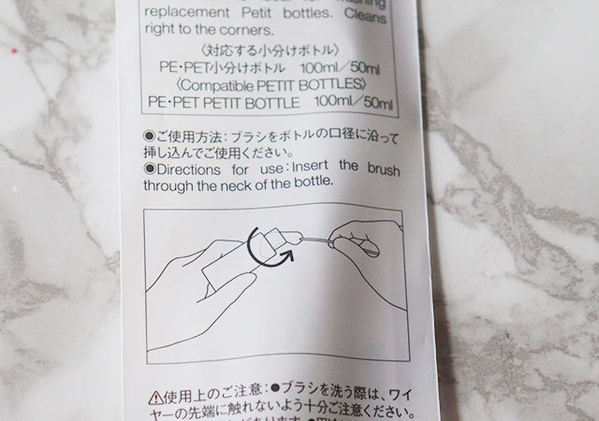 replacement Petit bottles. Cleans
right to the corners.
〈対応する小分けボトル〉
PE・PET小分けボトル 100ml／50ml
〈Compatible PETIT BOTTLES〉
PE・PET PETIT BOTTLE 100ml／50ml
◉ご使用方法：ブラシをボトルの口径に沿って
挿し込んでご使用ください。
◉Directions for use：Insert the brush
through the neck of the bottle.
⚠使用上のご注意：●ブラシを洗う際は、ワイ
ヤーの先端に触れないよう十分ご注意ください。